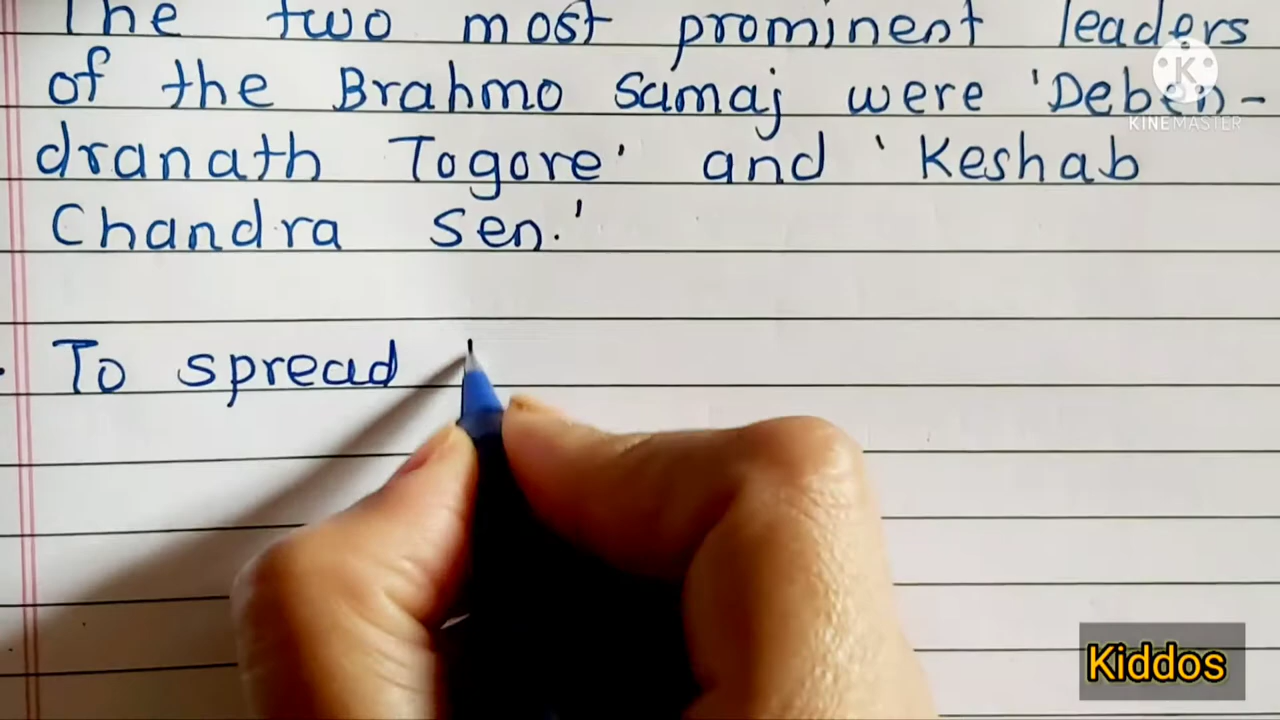 The two most prominent leaders
of the Brahmo Samaj were 'Deben-
dranath Togore' and 'Keshab
Chandra Sen.'
To spread
K
KINEMASTER
Kiddos